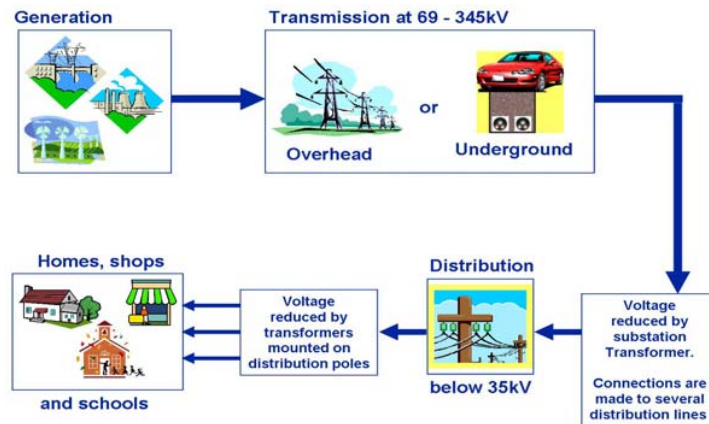 Generation
Transmission at 69 - 345kV
or
Overhead
Underground
Voltage
reduced by
substation
Transformer.
Connections are
made to several
distribution lines
Distribution
below 35kV
Voltage
reduced by
transformers
mounted on
distribution poles
Homes, shops
and schools